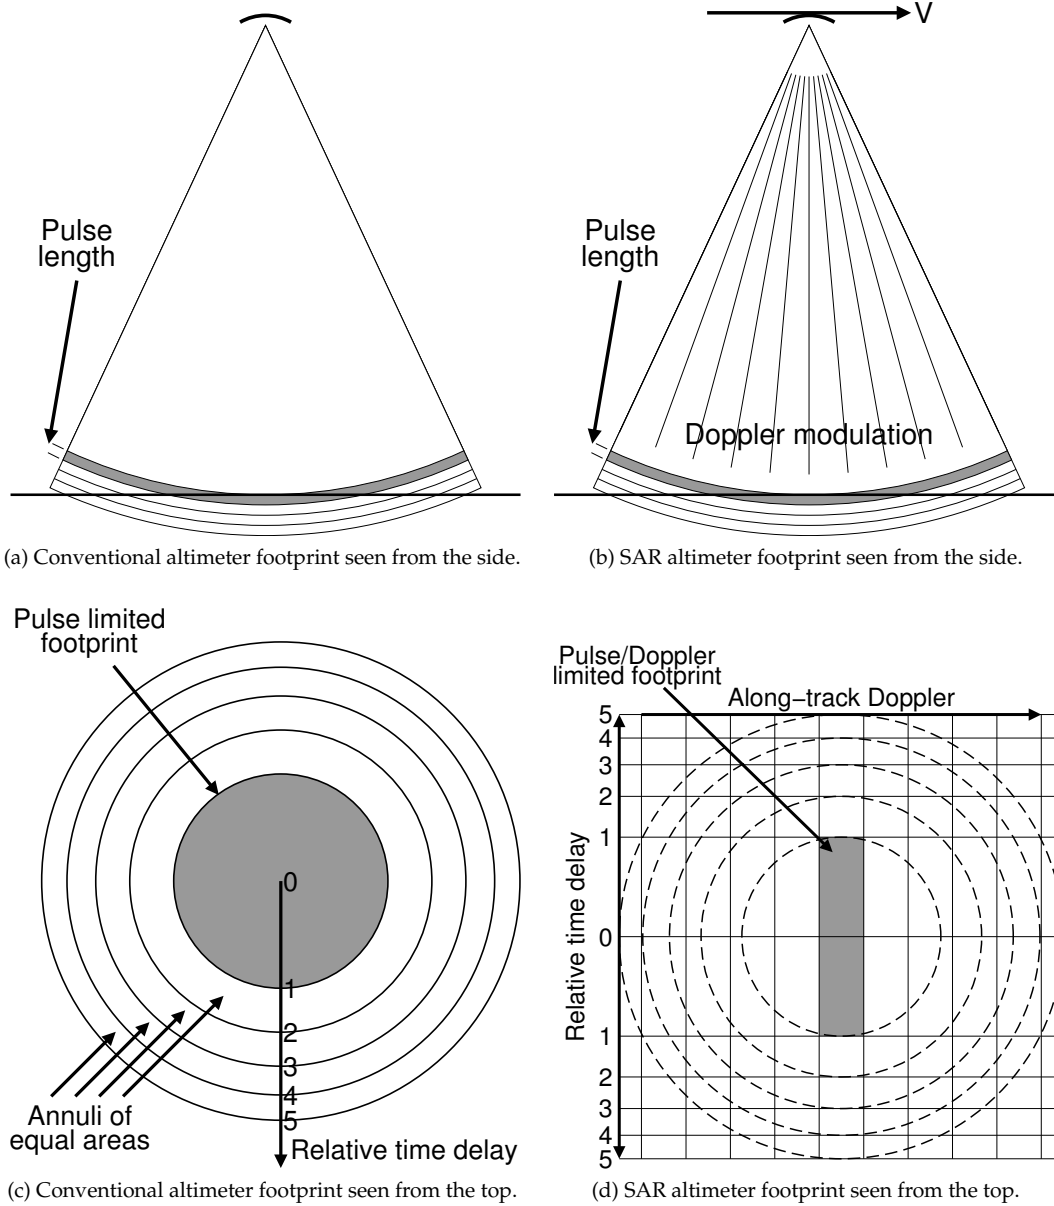 V
Pulse
length
Pulse
length
Doppler modulation
(a) Conventional altimeter footprint seen from the side.
(b) SAR altimeter footprint seen from the side.
Pulse limited
footprint
0
1
2
3
4
5
Annuli of
equal areas
Relative time delay
(c) Conventional altimeter footprint seen from the top.
Pulse/Doppler
limited footprint
Along−track Doppler
5
4
3
2
1
0
1
2
3
4
5
Relative time delay
(d) SAR altimeter footprint seen from the top.